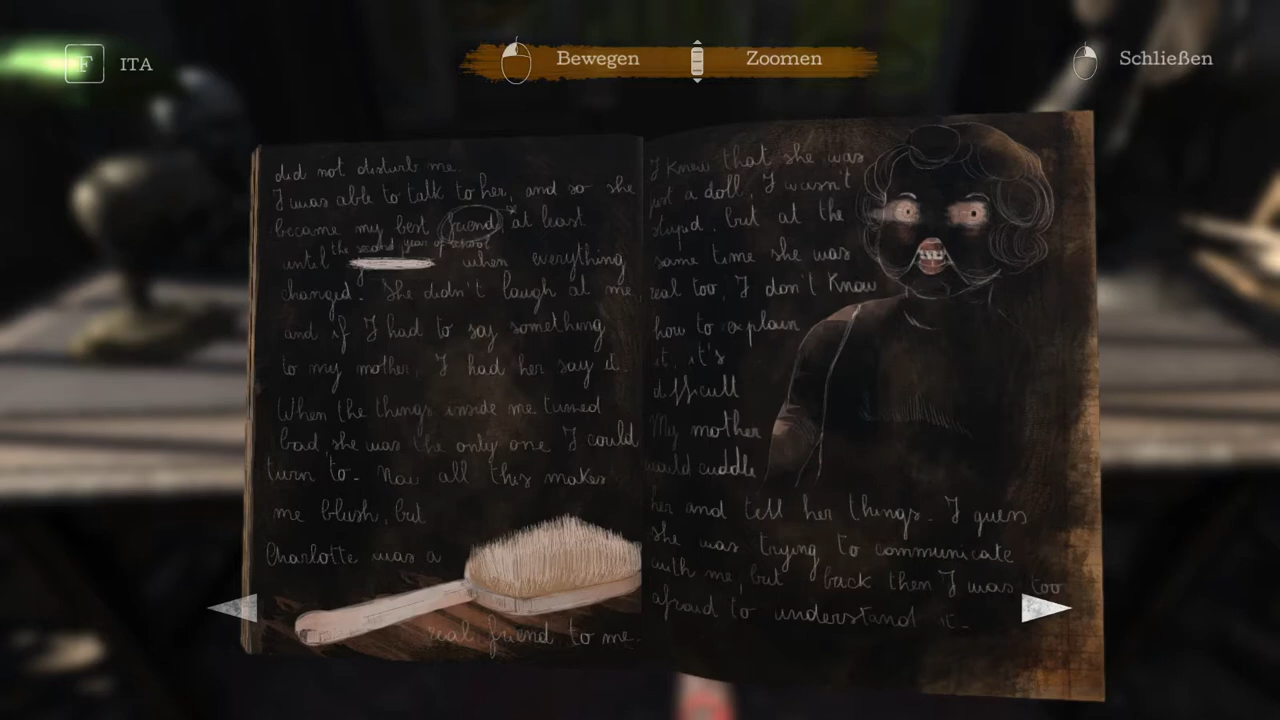 F ITA
Bewegen
Zoomen
Schließen
did not disturb me.
I was able to talk to her, and so she
became my best friend, at least
the second year of school
until when everything
changed. She didn't laugh at me,
and if I had to say something
to my mother, I had her say it.
When the things inside me turned
bad, she was the only one I could
turn to. Now all this makes
me blush, but
Charlotte was a
real friend to me.
I knew that she was
just a doll. I wasn't
stupid, but at the
same time she was
real too, I don't know
how to explain
it, it's
difficult
My mother
would cuddle
her and tell her things. I guess
she was trying to communicate
with me, but back then I was too
afraid to understand it.